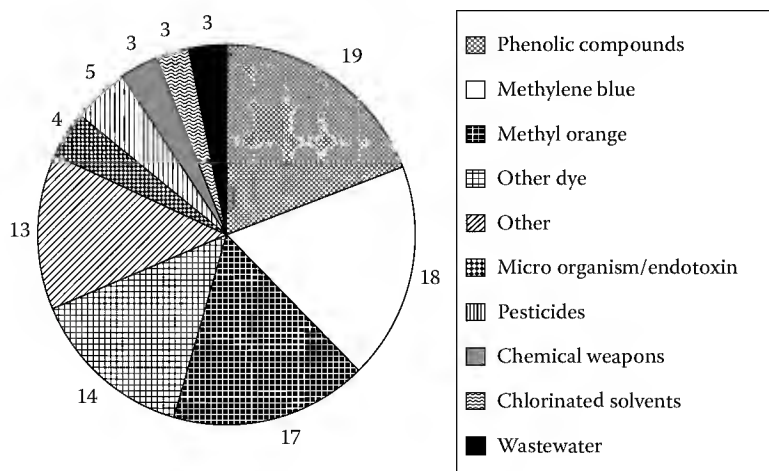 3
3
3
5
4
13
14
17
18
19
Phenolic compounds
Methylene blue
Methyl orange
Other dye
Other
Micro organism/endotoxin
Pesticides
Chemical weapons
Chlorinated solvents
Wastewater